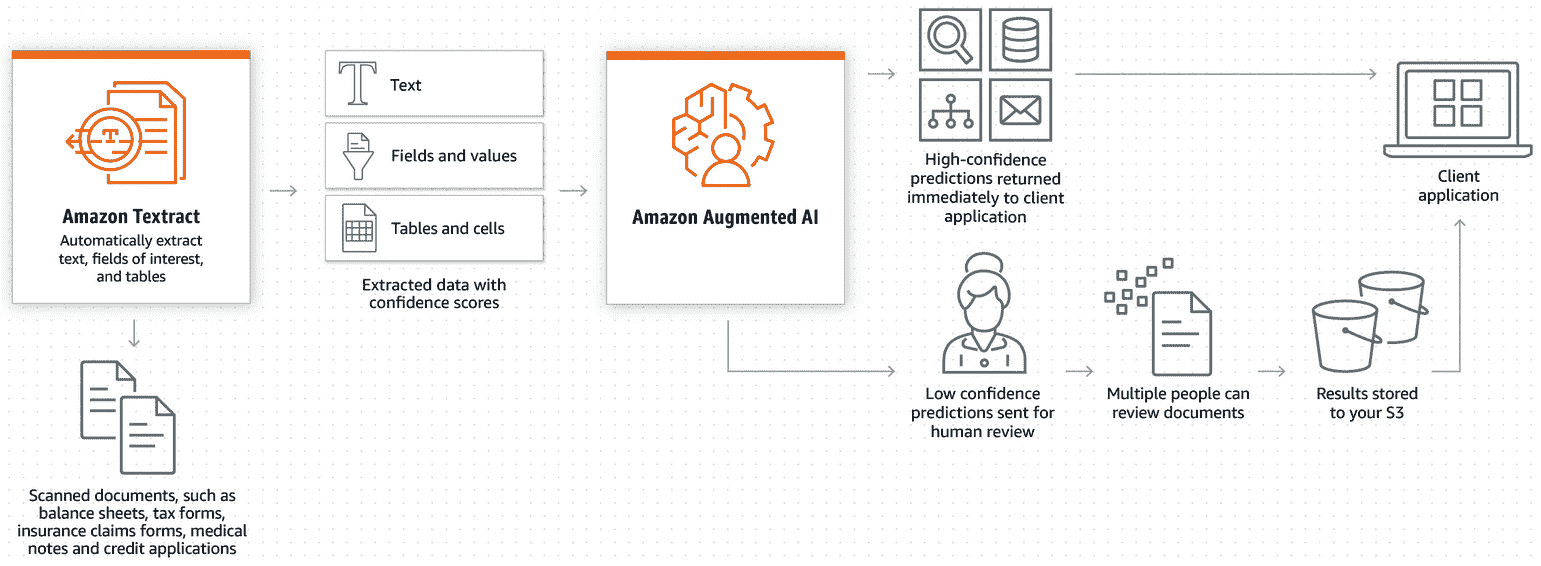 Amazon Textract
Automatically extract
text, fields of interest,
and tables
Scanned documents, such as
balance sheets, tax forms,
insurance claims forms, medical
notes and credit applications
T
Text
Fields and values
Tables and cells
Extracted data with
confidence scores
Amazon Augmented AI
High-confidence
predictions returned
immediately to client
application
Client
application
Low confidence
predictions sent for
human review
Multiple people can
review documents
Results stored
to your S3